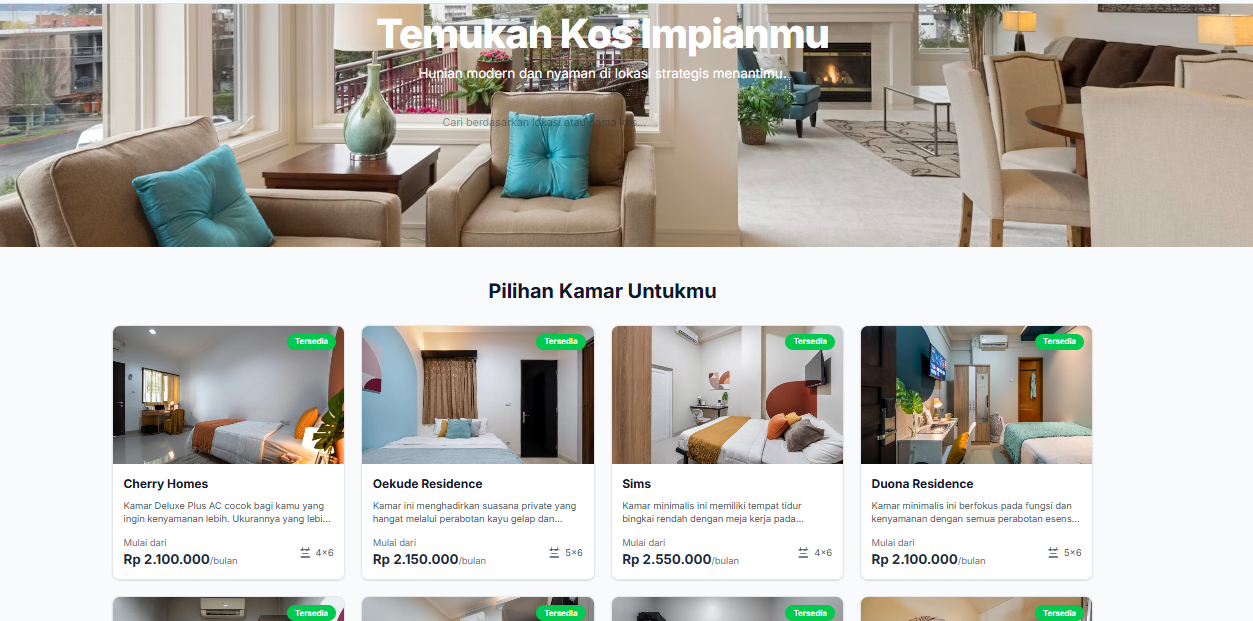 Temukan Kos Impianmu
Hunian modern dan nyaman di lokasi strategis menantimu.
Cari berdasarkan lokasi atau nama kos...
Pilihan Kamar Untukmu
Tersedia
Cherry Homes
Kamar Deluxe Plus AC cocok bagi kamu yang
ingin kenyamanan lebih. Ukurannya yang lebi...
Mulai dari
Rp 2.100.000/bulan
4×6
Tersedia
Oekude Residence
Kamar ini menghadirkan suasana private yang
hangat melalui perabotan kayu gelap dan...
Mulai dari
Rp 2.150.000/bulan
5×6
Tersedia
Sims
Kamar minimalis ini memiliki tempat tidur
bingkai rendah dengan meja kerja pada...
Mulai dari
Rp 2.550.000/bulan
4×6
Tersedia
Duona Residence
Kamar minimalis ini berfokus pada fungsi dan
kenyamanan dengan semua perabotan esens...
Mulai dari
Rp 2.100.000/bulan
5×6
Tersedia
Tersedia
Tersedia
Tersedia